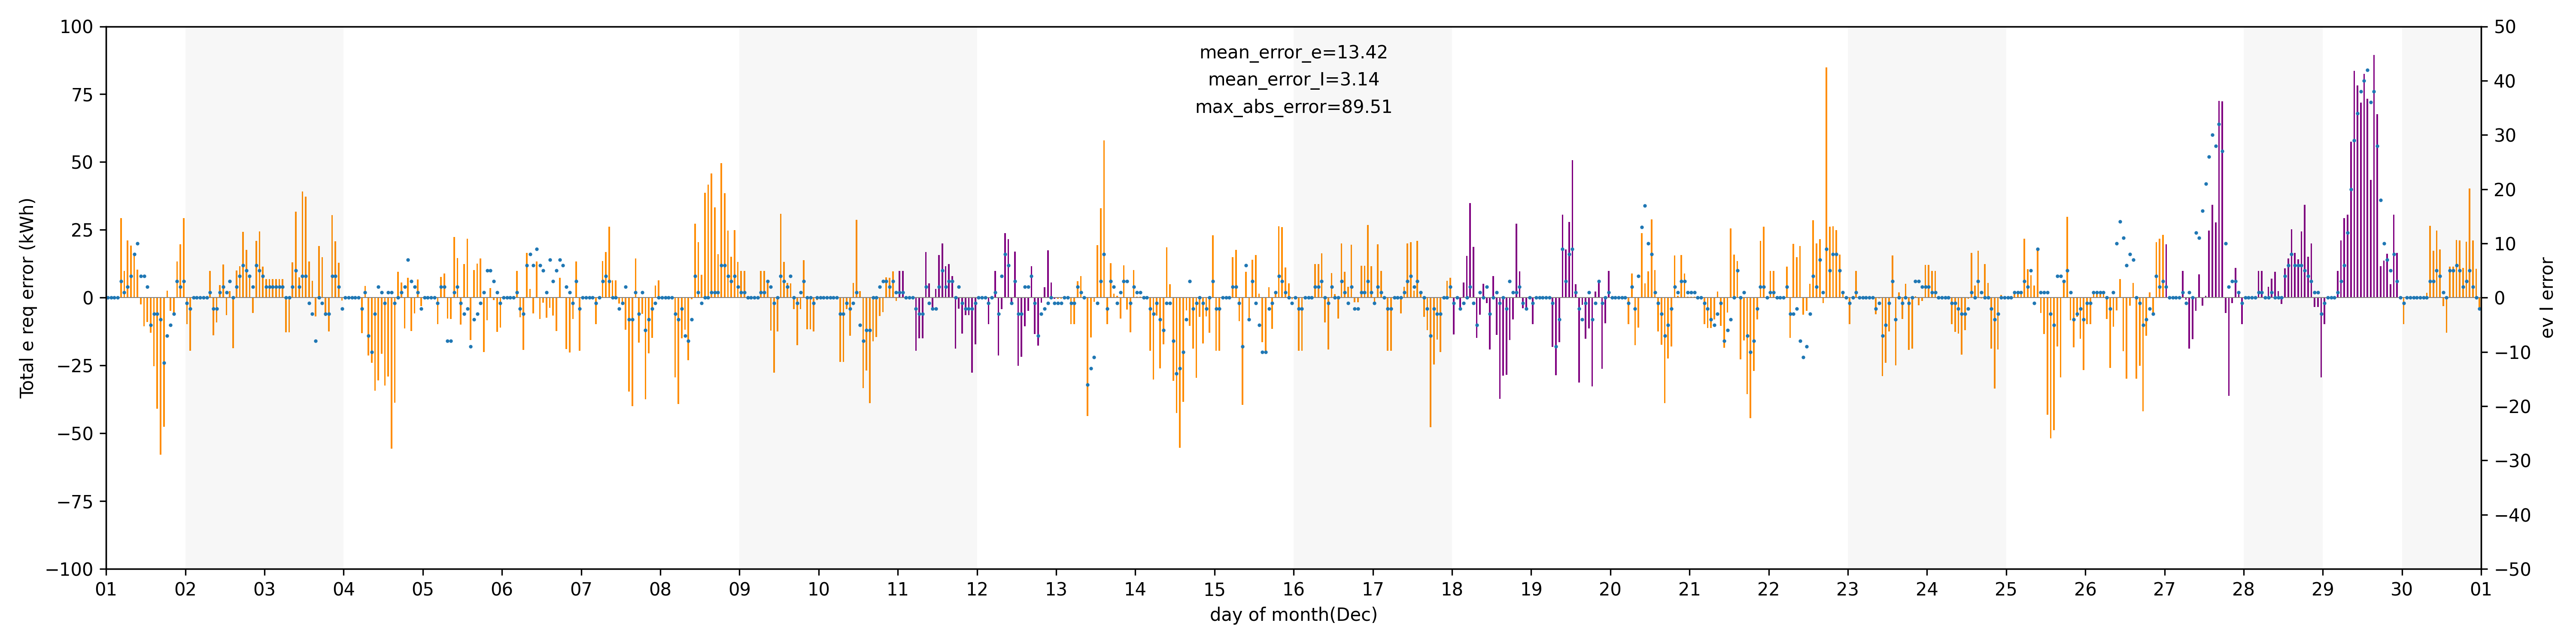 mean_error_e=13.42
mean_error_I=3.14
max_abs_error=89.51
100
75
50
25
0
−25
−50
−75
−100
Total e req error (kWh)
50
40
30
20
10
0
−10
−20
−30
−40
−50
ev I error
01 02 03 04 05 06 07 08 09 10 11 12 13 14 15 16 17 18 19 20 21 22 23 25 25 26 27 28 29 30 01
day of month(Dec)